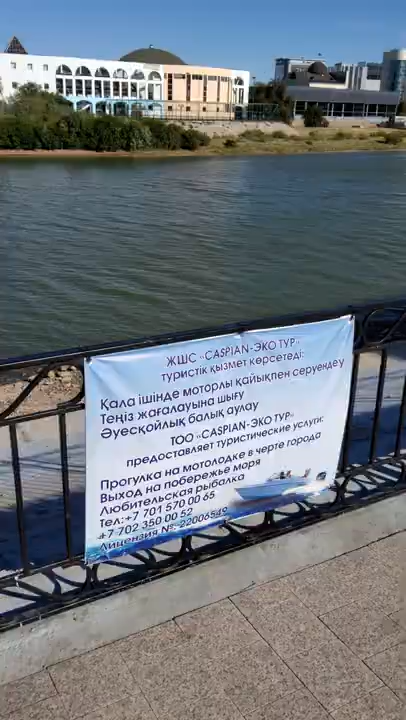 ЖШС «CASPIAN-ЭКО ТУР»
туристік қызмет көрсетеді:
Қала ішінде моторлы қайықпен серуендеу
Теңіз жағалауына шығу
Әуесқойлық балық аулау
ТОО «CASPIAN-ЭКО ТУР»
предоставляет туристические услуги:
Прогулка на мотолодке в черте города
Выход на побережье моря
Любительская рыбалка
Тел:+7 701 570 00 65
+7 702 350 00 52
Лицензия №: 22006549